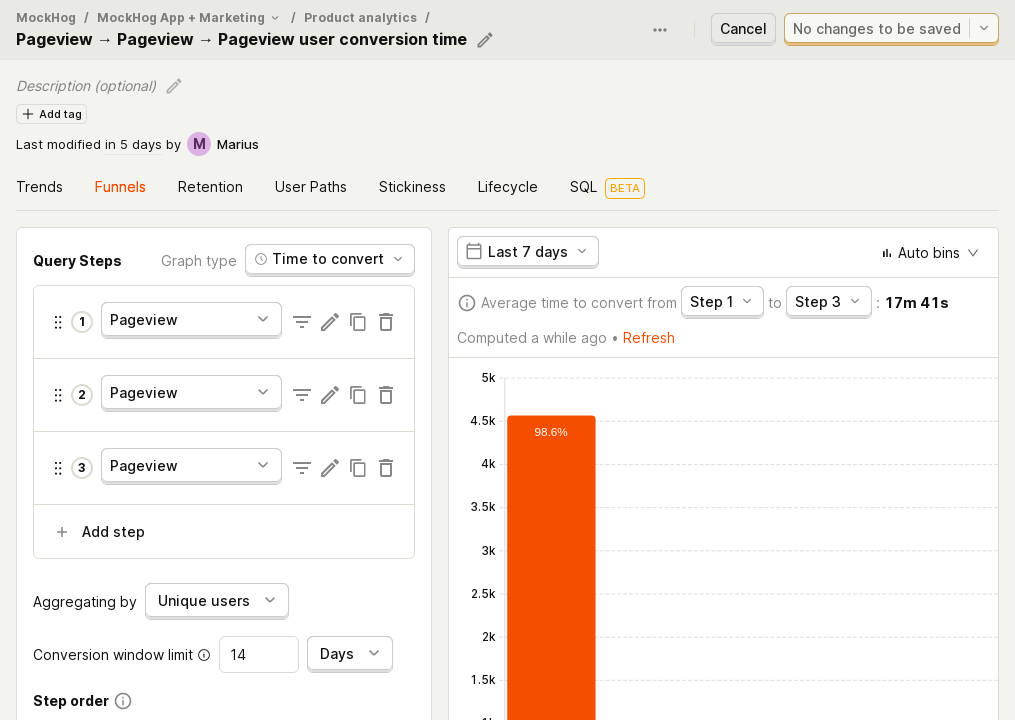 MockHog / MockHog App + Marketing / Product analytics /
Pageview → Pageview → Pageview user conversion time
Cancel
No changes to be saved
Description (optional)
Add tag
Last modified in 5 days by M Marius
Trends Funnels Retention User Paths Stickiness Lifecycle SQL BETA
Query Steps Graph type Time to convert
1 Pageview
2 Pageview
3 Pageview
Add step
Aggregating by Unique users
Conversion window limit 14 Days
Step order
Last 7 days
Auto bins
Average time to convert from Step 1 to Step 3 : 17m 41s
Computed a while ago • Refresh
5k
4.5k
98.6%
4k
3.5k
3k
2.5k
2k
1.5k